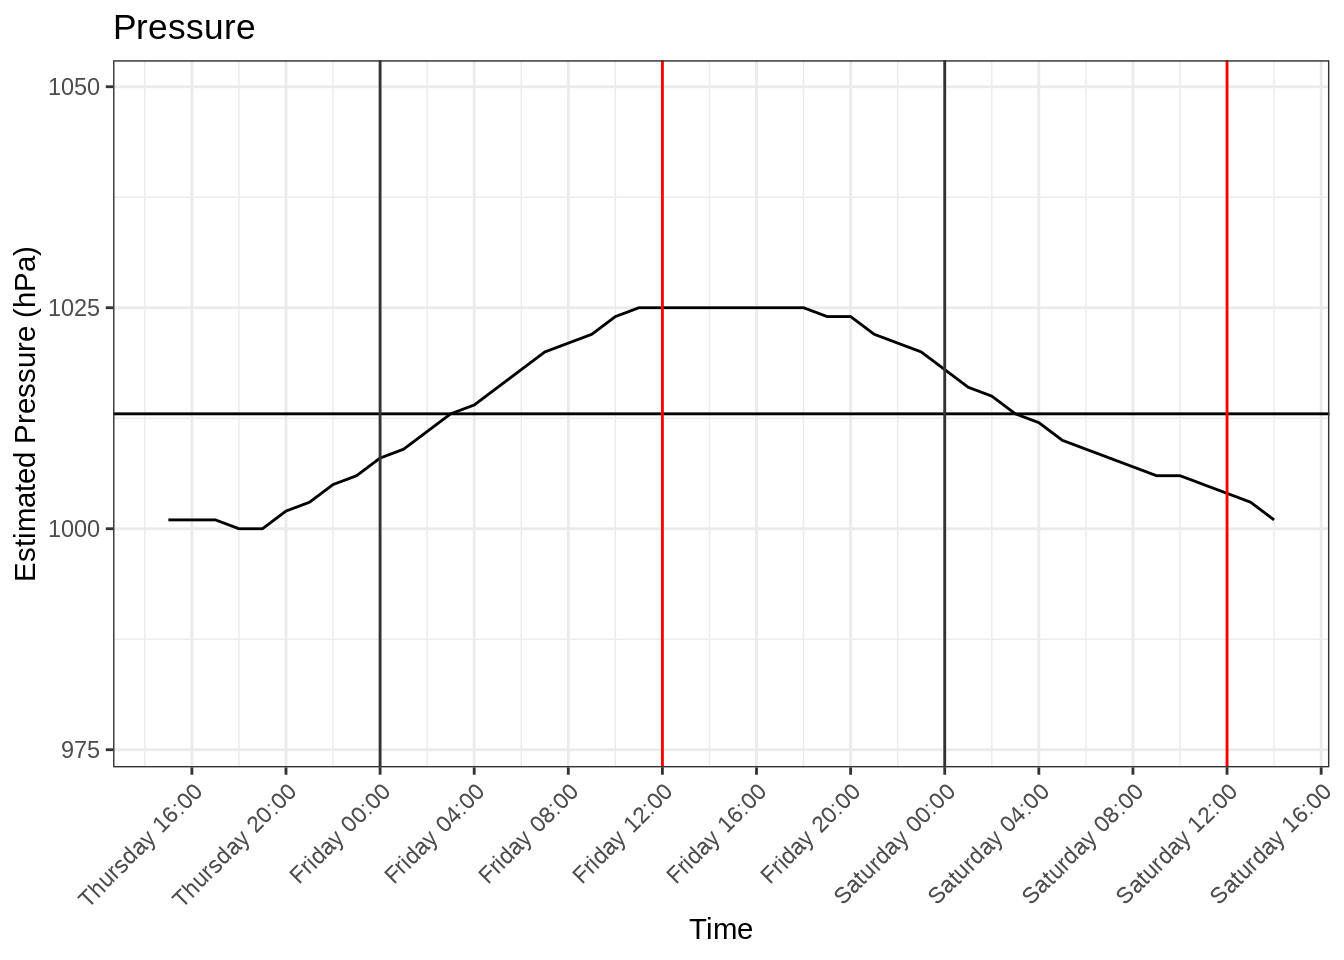 Pressure
Estimated Pressure (hPa)
1050
1025
1000
975
Thursday 16:00
Thursday 20:00
Friday 00:00
Friday 04:00
Friday 08:00
Friday 12:00
Friday 16:00
Friday 20:00
Saturday 00:00
Saturday 04:00
Saturday 08:00
Saturday 12:00
Saturday 16:00
Time